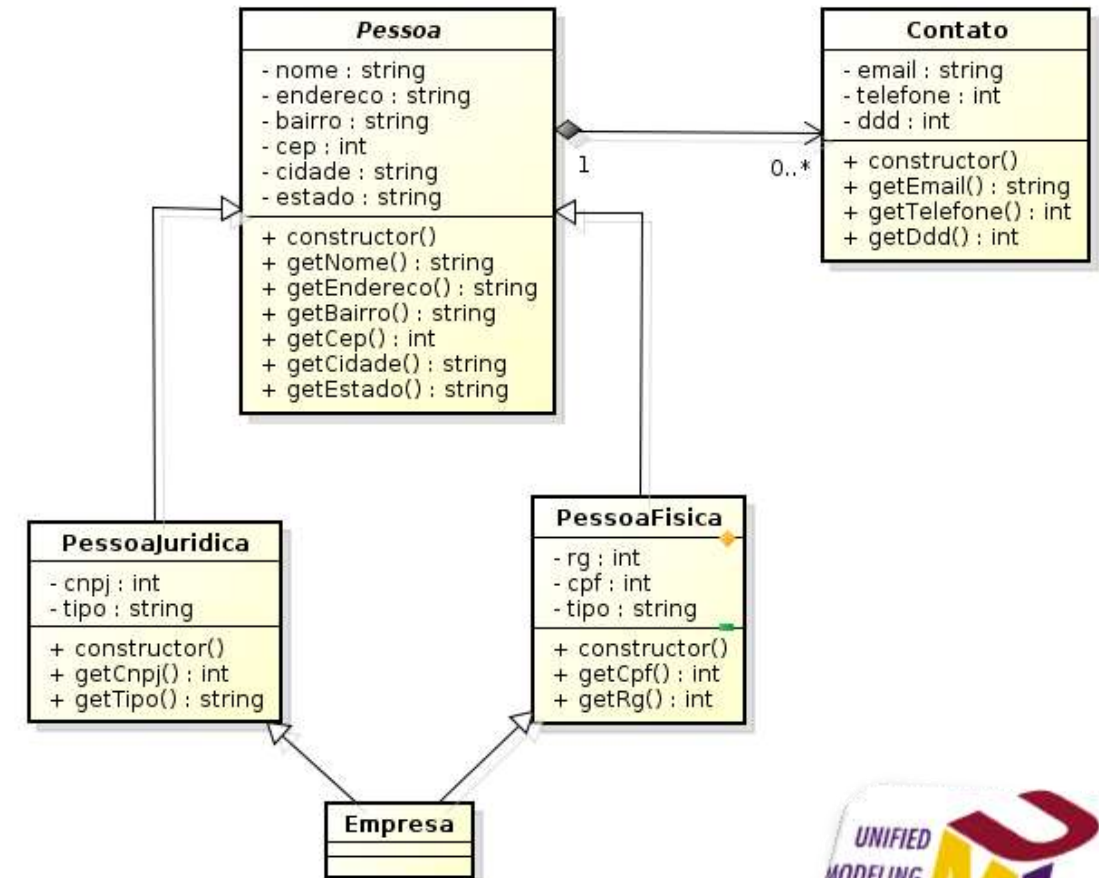 Pessoa
- nome : string
- endereco : string
- bairro : string
- cep : int
- cidade : string
- estado : string
+ constructor()
+ getNome() : string
+ getEndereco() : string
+ getBairro() : string
+ getCep() : int
+ getCidade() : string
+ getEstado() : string
1
0..*
Contato
- email : string
- telefone : int
- ddd : int
+ constructor()
+ getEmail() : string
+ getTelefone() : int
+ getDdd() : int
PessoaJuridica
- cnpj : int
- tipo : string
+ constructor()
+ getCnpj() : int
+ getTipo() : string
PessoaFisica
- rg : int
- cpf : int
- tipo : string
+ constructor()
+ getCpf() : int
+ getRg() : int
Empresa
UNIFIED
MODELING